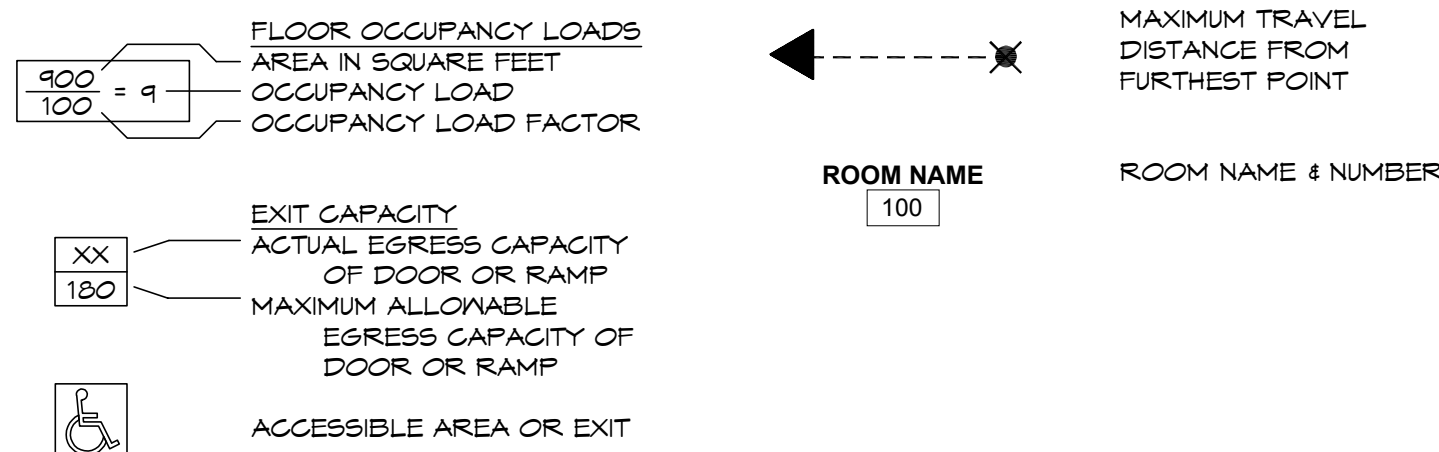 FLOOR OCCUPANCY LOADS
AREA IN SQUARE FEET
900
100
= 9
OCCUPANCY LOAD
OCCUPANCY LOAD FACTOR
EXIT CAPACITY
XX
ACTUAL EGRESS CAPACITY
OF DOOR OR RAMP
180
MAXIMUM ALLOWABLE
EGRESS CAPACITY OF
DOOR OR RAMP
ACCESSIBLE AREA OR EXIT
MAXIMUM TRAVEL
DISTANCE FROM
FURTHEST POINT
ROOM NAME
100
ROOM NAME & NUMBER